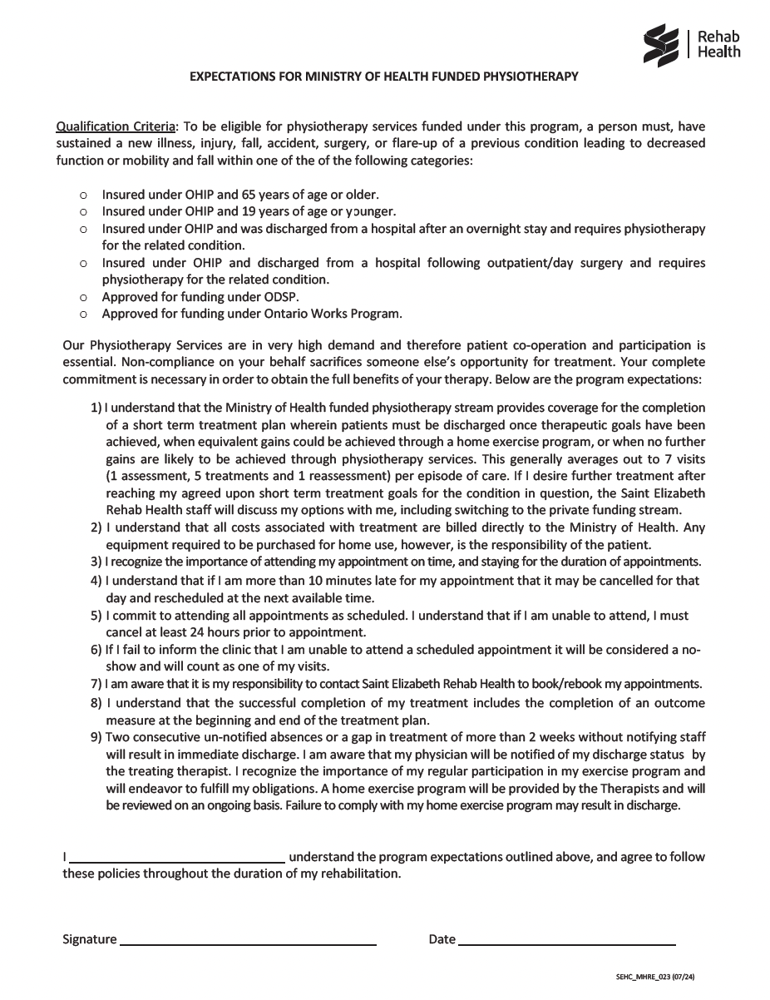 Rehab
Health
EXPECTATIONS FOR MINISTRY OF HEALTH FUNDED PHYSIOTHERAPY
Qualification Criteria: To be eligible for physiotherapy services funded under this program, a person must, have
sustained a new illness, injury, fall, accident, surgery, or flare-up of a previous condition leading to decreased
function or mobility and fall within one of the of the following categories:
o Insured under OHIP and 65 years of age or older.
o Insured under OHIP and 19 years of age or younger.
o Insured under OHIP and was discharged from a hospital after an overnight stay and requires physiotherapy
for the related condition.
o Insured under OHIP and discharged from a hospital following outpatient/day surgery and requires
physiotherapy for the related condition.
o Approved for funding under ODSP.
o Approved for funding under Ontario Works Program.
Our Physiotherapy Services are in very high demand and therefore patient co-operation and participation is
essential. Non-compliance on your behalf sacrifices someone else's opportunity for treatment. Your complete
commitment is necessary in order to obtain the full benefits of your therapy. Below are the program expectations:
1) I understand that the Ministry of Health funded physiotherapy stream provides coverage for the completion
of a short term treatment plan wherein patients must be discharged once therapeutic goals have been
achieved, when equivalent gains could be achieved through a home exercise program, or when no further
gains are likely to be achieved through physiotherapy services. This generally averages out to 7 visits
(1 assessment, 5 treatments and 1 reassessment) per episode of care. If I desire further treatment after
reaching my agreed upon short term treatment goals for the condition in question, the Saint Elizabeth
Rehab Health staff will discuss my options with me, including switching to the private funding stream.
2) I understand that all costs associated with treatment are billed directly to the Ministry of Health. Any
equipment required to be purchased for home use, however, is the responsibility of the patient.
3) I recognize the importance of attending my appointment on time, and staying for the duration of appointments.
4) I understand that if I am more than 10 minutes late for my appointment that it may be cancelled for that
day and rescheduled at the next available time.
5) I commit to attending all appointments as scheduled. I understand that if I am unable to attend, I must
cancel at least 24 hours prior to appointment.
6) If I fail to inform the clinic that I am unable to attend a scheduled appointment it will be considered a no-
show and will count as one of my visits.
7) I am aware that it is my responsibility to contact Saint Elizabeth Rehab Health to book/rebook my appointments.
8) I understand that the successful completion of my treatment includes the completion of an outcome
measure at the beginning and end of the treatment plan.
9) Two consecutive un-notified absences or a gap in treatment of more than 2 weeks without notifying staff
will result in immediate discharge. I am aware that my physician will be notified of my discharge status by
the treating therapist. I recognize the importance of my regular participation in my exercise program and
will endeavor to fulfill my obligations. A home exercise program will be provided by the Therapists and will
be reviewed on an ongoing basis. Failure to comply with my home exercise program may result in discharge.
I ______________________________ understand the program expectations outlined above, and agree to follow
these policies throughout the duration of my rehabilitation.
Signature ______________________________ Date ______________________________
SEHC_MHRE_023 (07/24)